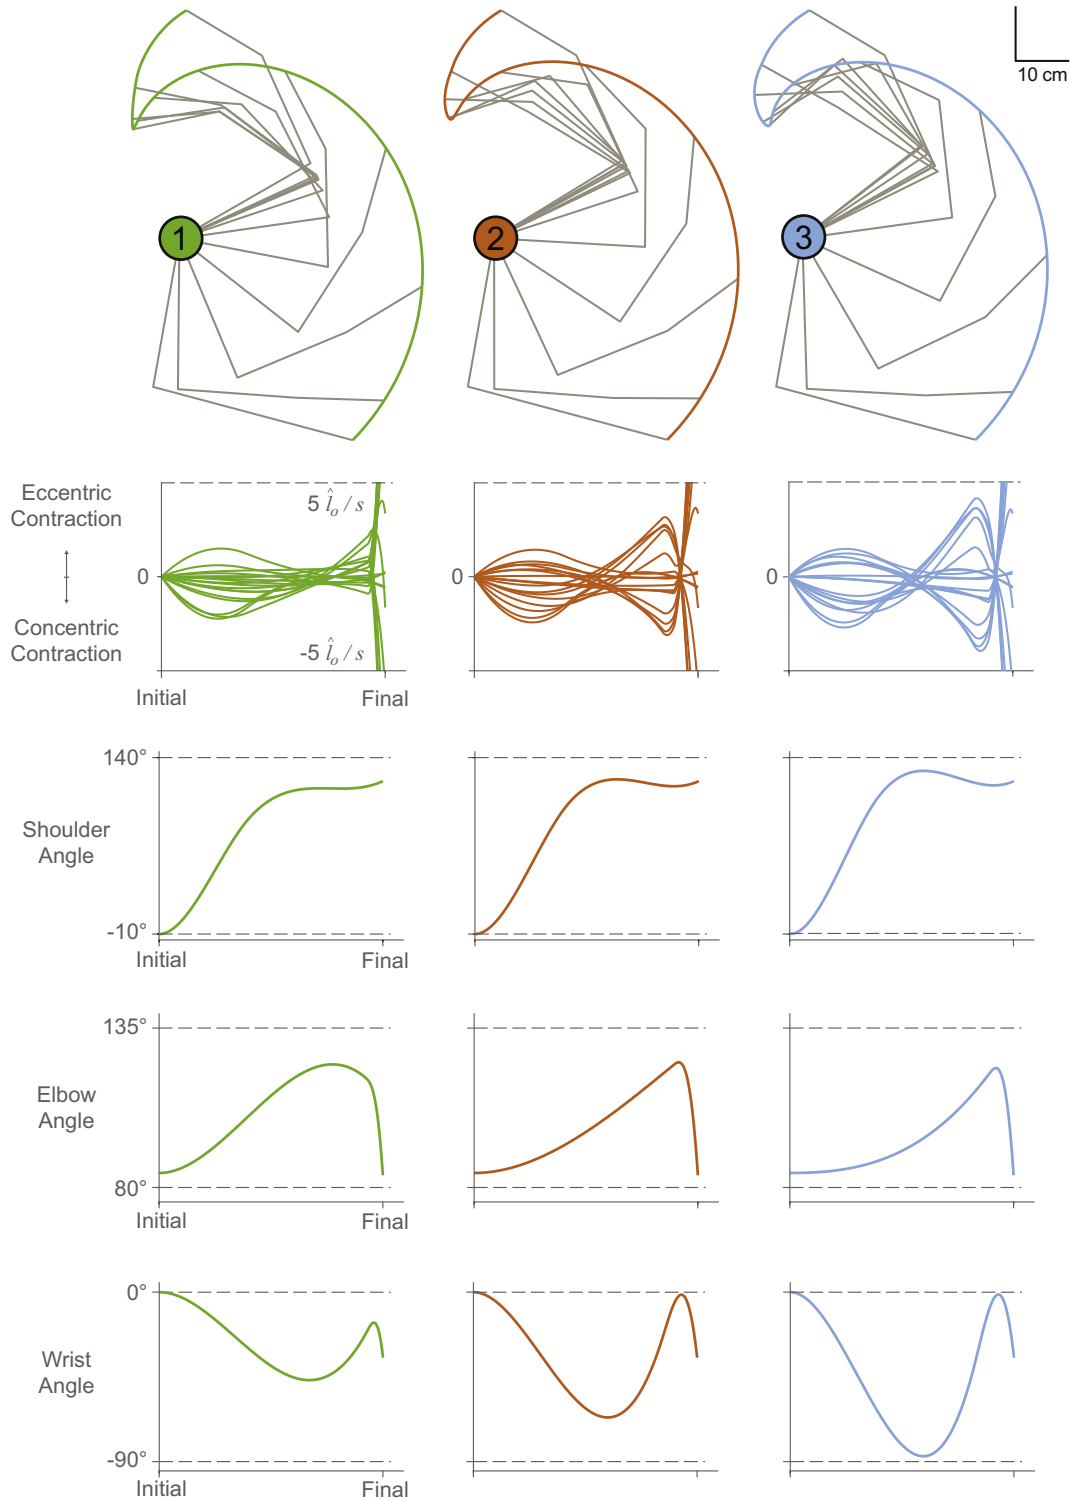 10 cm
1
2
3
Eccentric
Contraction
Concentric
Contraction
5 l̂ₒ / s
0
-5 l̂ₒ / s
0
0
Initial
Final
140°
Shoulder
Angle
-10°
Initial
Final
135°
Elbow
Angle
80°
Initial
Final
0°
Wrist
Angle
-90°
Initial
Final